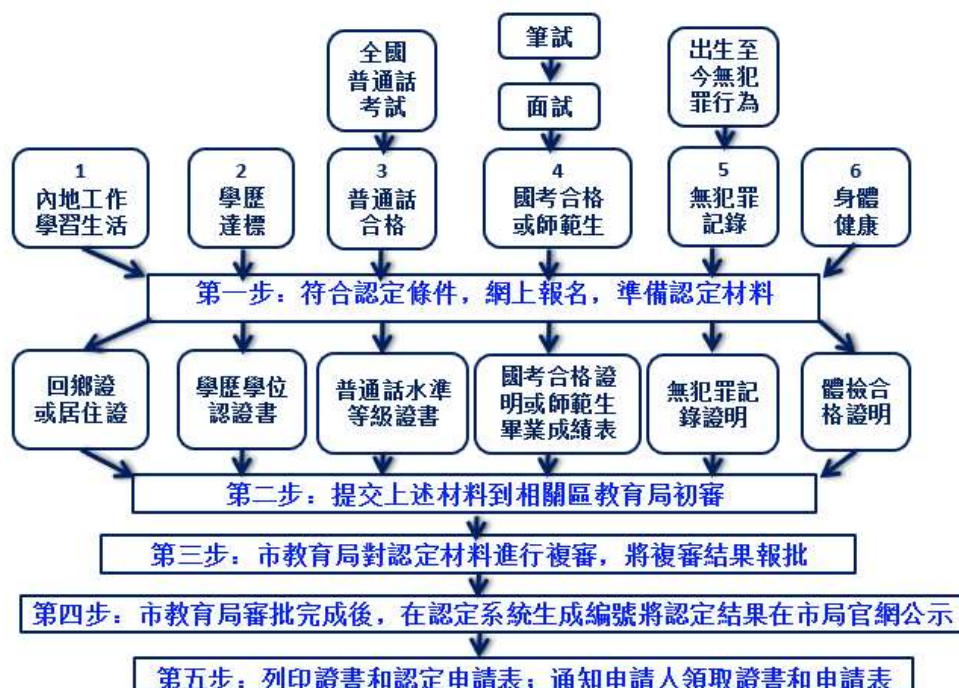 全國
普通話
考試
筆試
面試
出生至
今無犯
罪行為
1
內地工作
學習生活
2
學歷
達標
3
普通話
合格
4
國考合格
或師範生
5
無犯罪
記錄
6
身體
健康
第一步：符合認定條件，網上報名，準備認定材料
回鄉證
或居住證
學歷學位
認證書
普通話水準
等級證書
國考合格證
明或師範生
畢業成績表
無犯罪記
錄證明
體檢合
格證明
第二步：提交上述材料到相關區教育局初審
第三步：市教育局對認定材料進行複審，將複審結果報批
第四步：市教育局審批完成後，在認定系統生成編號將認定結果在市局官網公示
第五步：列印證書和認定申請表；通知申請人領取證書和申請表